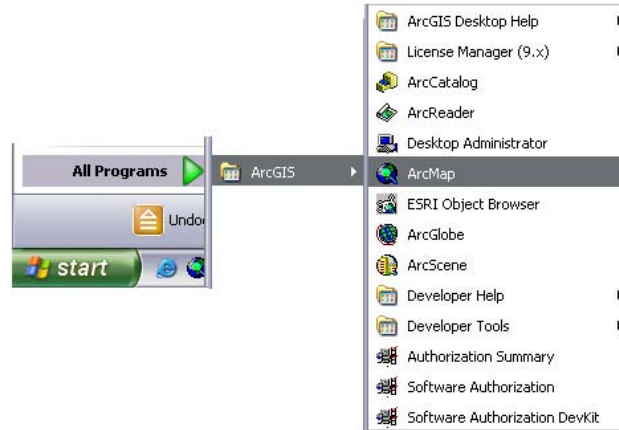 ArcGIS Desktop Help
License Manager (9.x)
ArcCatalog
ArcReader
Desktop Administrator
All Programs
ArcGIS
ArcMap
ESRI Object Browser
Undo
ArcGlobe
start
ArcScene
Developer Help
Developer Tools
Authorization Summary
Software Authorization
Software Authorization DevKit